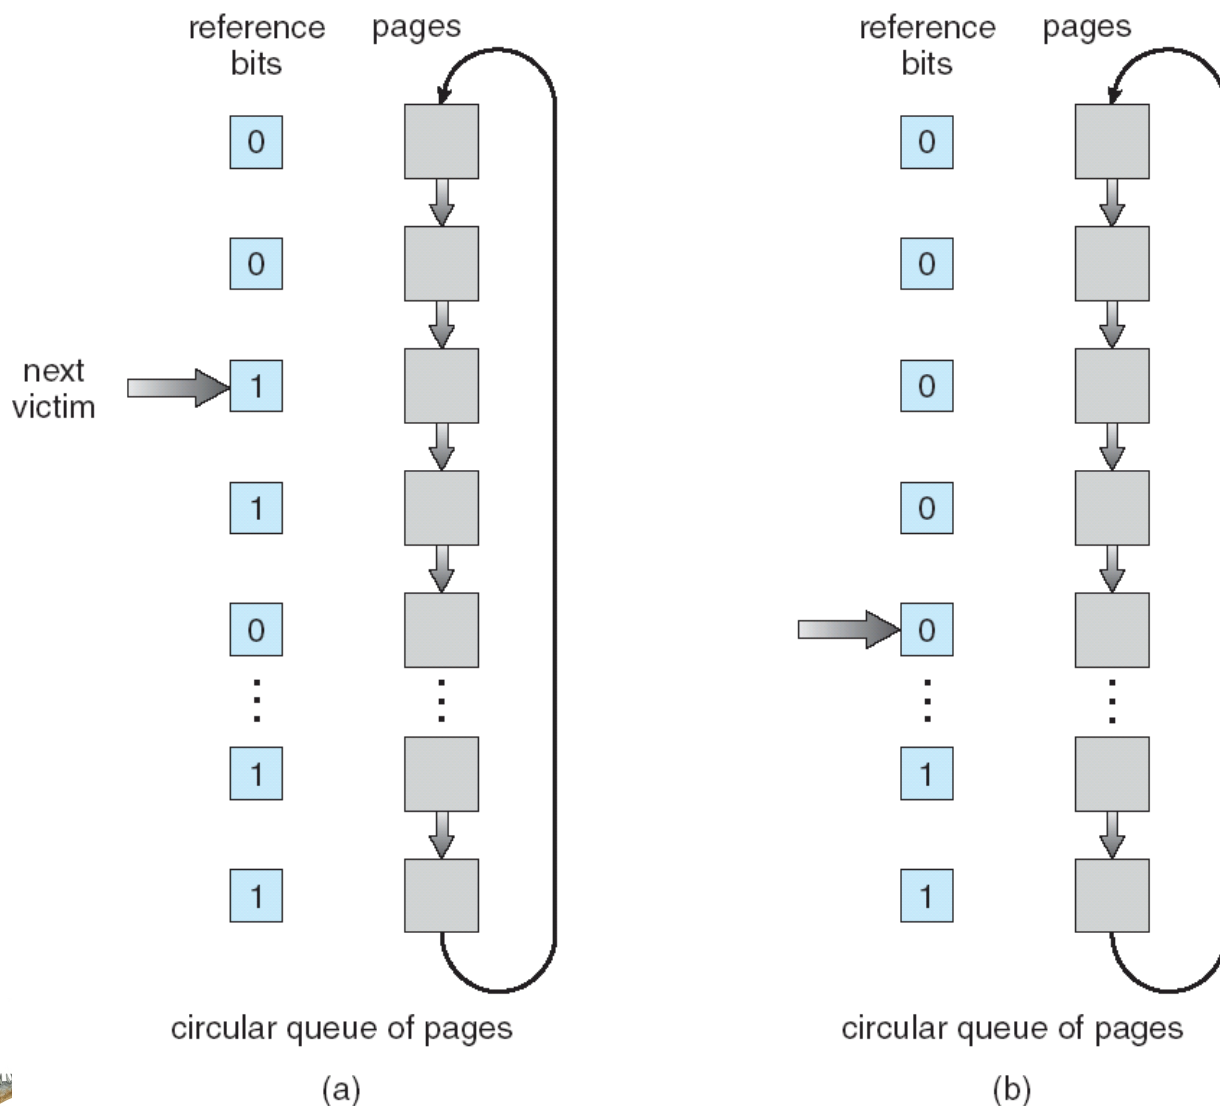 reference bits
pages
0
0
next
victim
1
1
0
1
1
circular queue of pages
(a)
reference
bits
pages
0
0
0
0
0
1
1
circular queue of pages
(b)